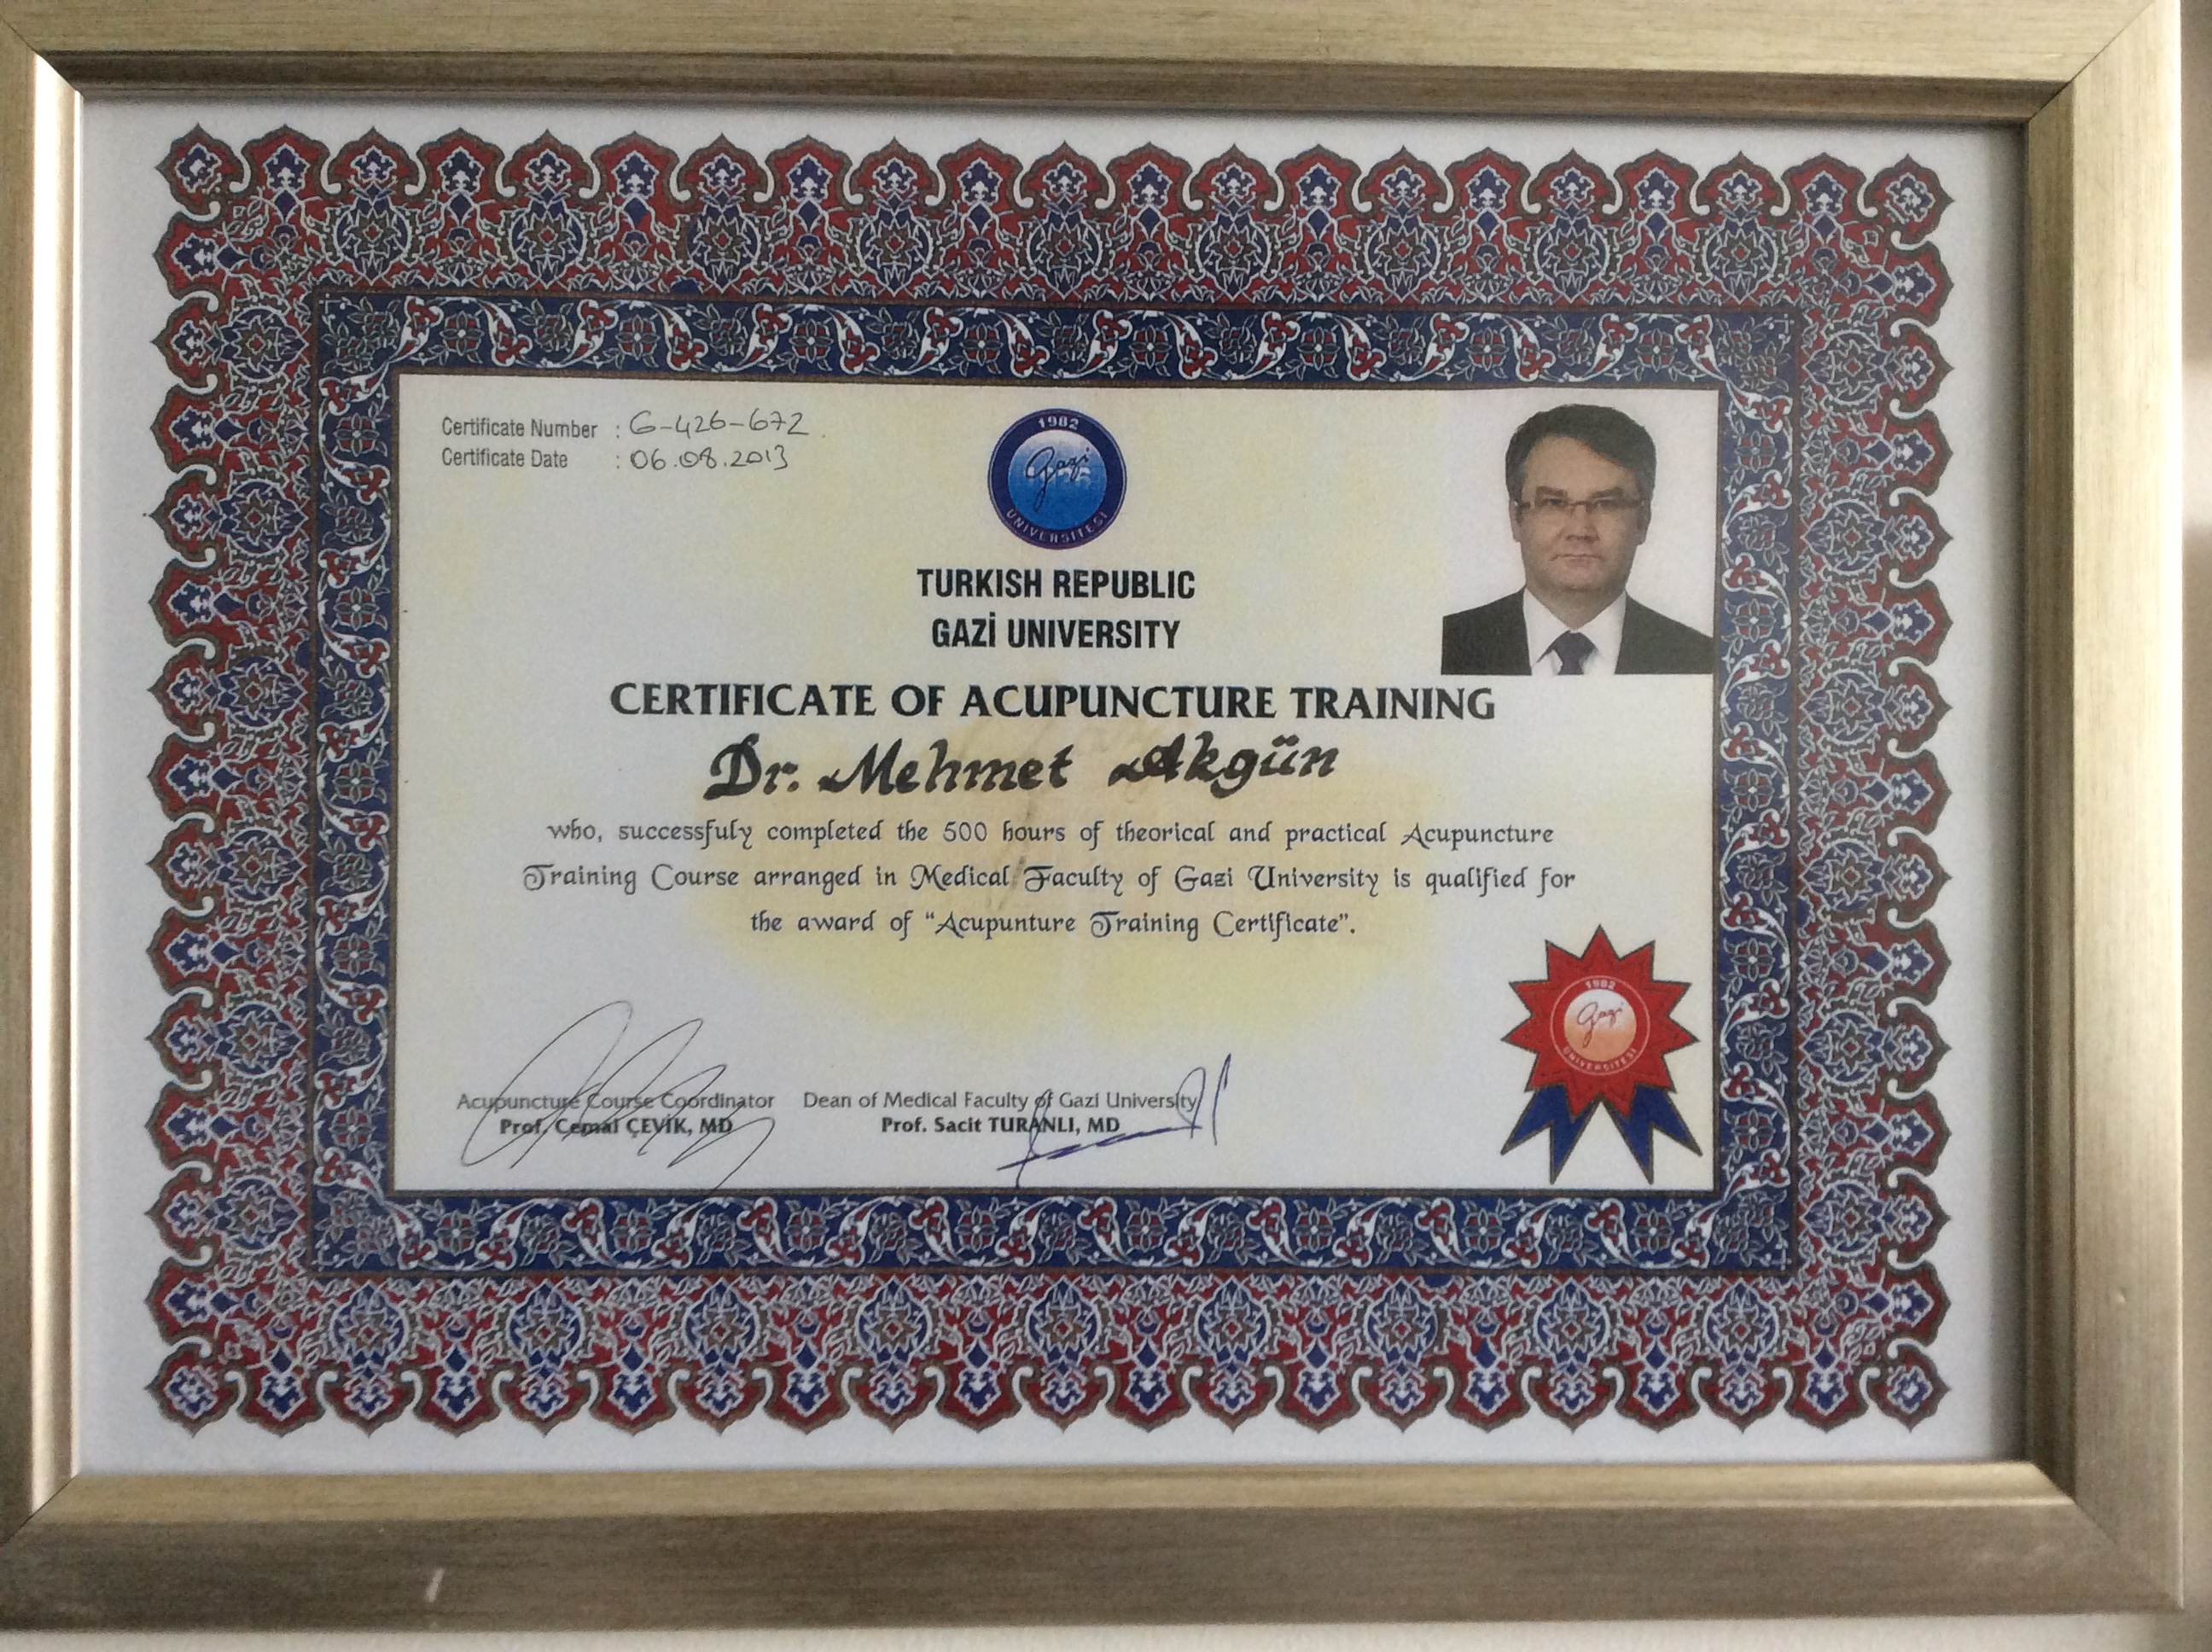 Certificate Number : G-426-672
Certificate Date : 06.08.2013
1982
Gazi
ÜNİVERSİTESİ
TURKISH REPUBLIC
GAZİ UNIVERSITY
CERTIFICATE OF ACUPUNCTURE TRAINING
Dr. Mehmet Akgün
who, successfuly completed the 500 hours of theorical and practical Acupuncture
Training Course arranged in Medical Faculty of Gazi University is qualified for
the award of “Acupunture Training Certificate”.
1982
Gazi
ÜNİVERSİTESİ
Acupuncture Course Coordinator
Prof. Cemal ÇEVİK, MD
Dean of Medical Faculty of Gazi University
Prof. Sacit TURANLI, MD